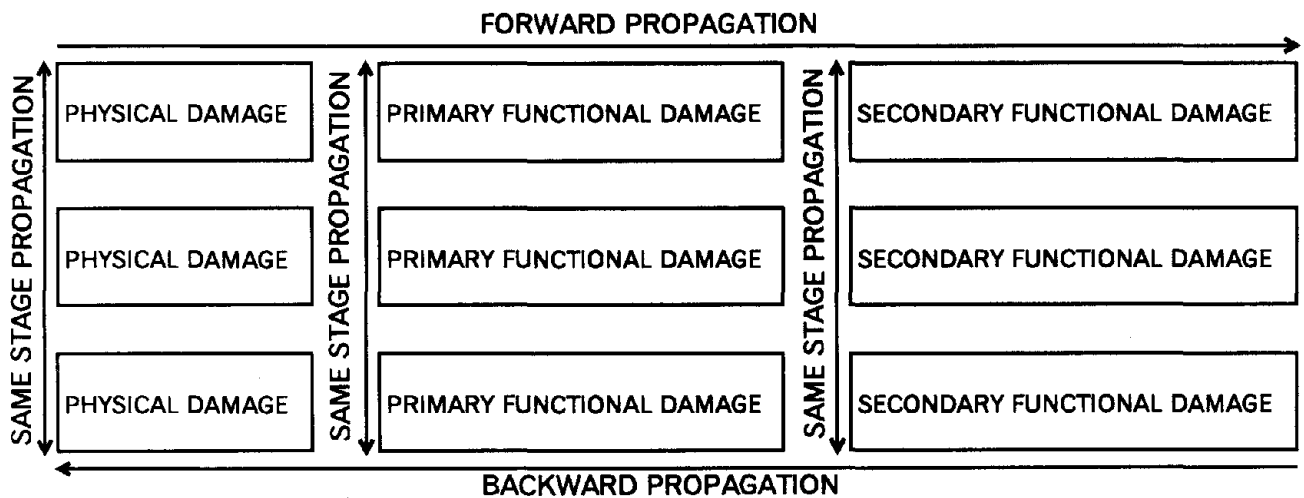 FORWARD PROPAGATION
SAME STAGE PROPAGATION
PHYSICAL DAMAGE
PHYSICAL DAMAGE
PHYSICAL DAMAGE
SAME STAGE PROPAGATION
PRIMARY FUNCTIONAL DAMAGE
PRIMARY FUNCTIONAL DAMAGE
PRIMARY FUNCTIONAL DAMAGE
SAME STAGE PROPAGATION
SECONDARY FUNCTIONAL DAMAGE
SECONDARY FUNCTIONAL DAMAGE
SECONDARY FUNCTIONAL DAMAGE
BACKWARD PROPAGATION